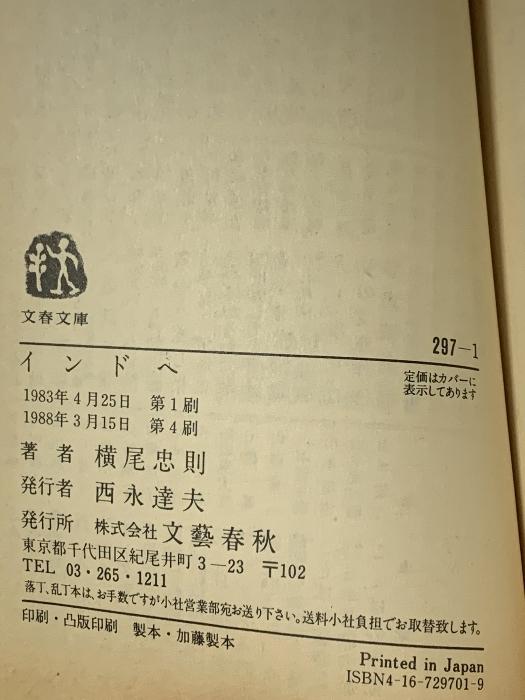 文春文庫
297—1
インドへ
定価はカバーに
表示してあります
1983年4月25日 第1刷
1988年3月15日 第4刷
著者 横尾忠則
発行者 西永達夫
発行所 株式会社 文藝春秋
東京都千代田区紀尾井町3—23 〒102
TEL 03・265・1211
落丁、乱丁本は、お手数ですが小社営業部宛お送り下さい。送料小社負担でお取替致します。
印刷・凸版印刷 製本・加藤製本
Printed in Japan
ISBN4-16-729701-9